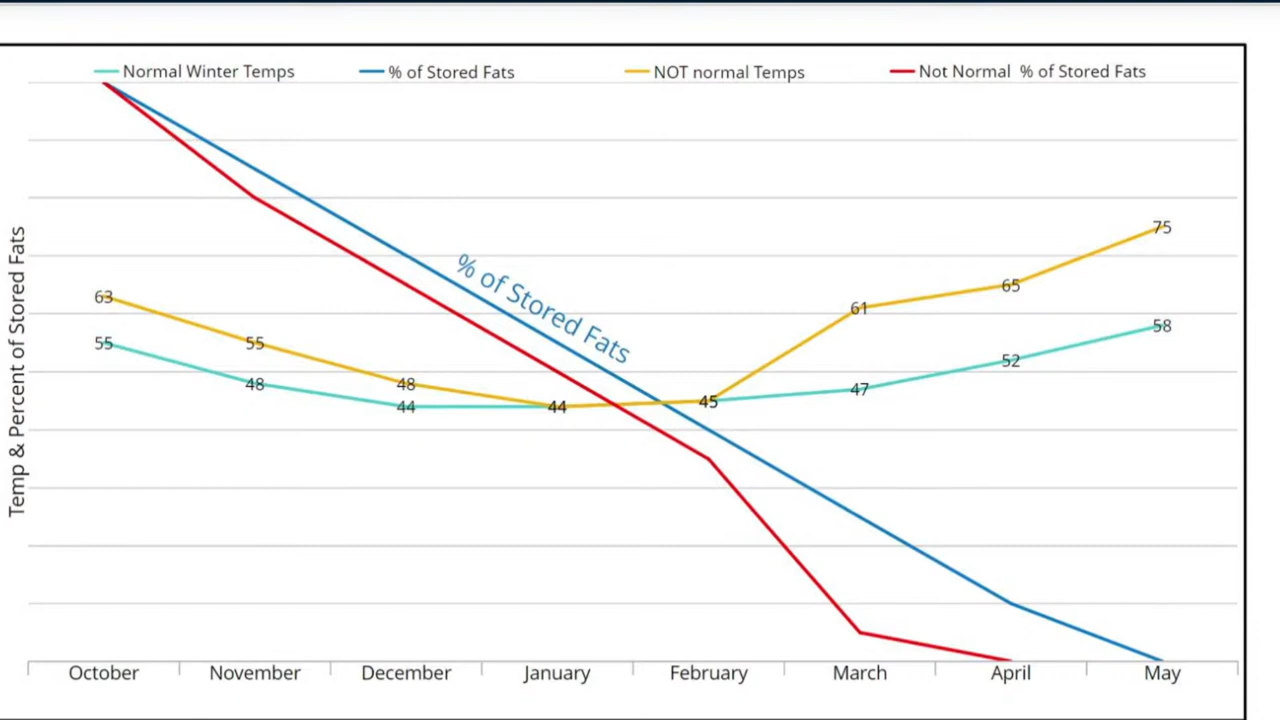 Normal Winter Temps
% of Stored Fats
NOT normal Temps
Not Normal  % of Stored Fats
Temp & Percent of Stored Fats
% of Stored Fats
75
65
63
61
58
55
55
52
48
48
47
45
44
44
October
November
December
January
February
March
April
May